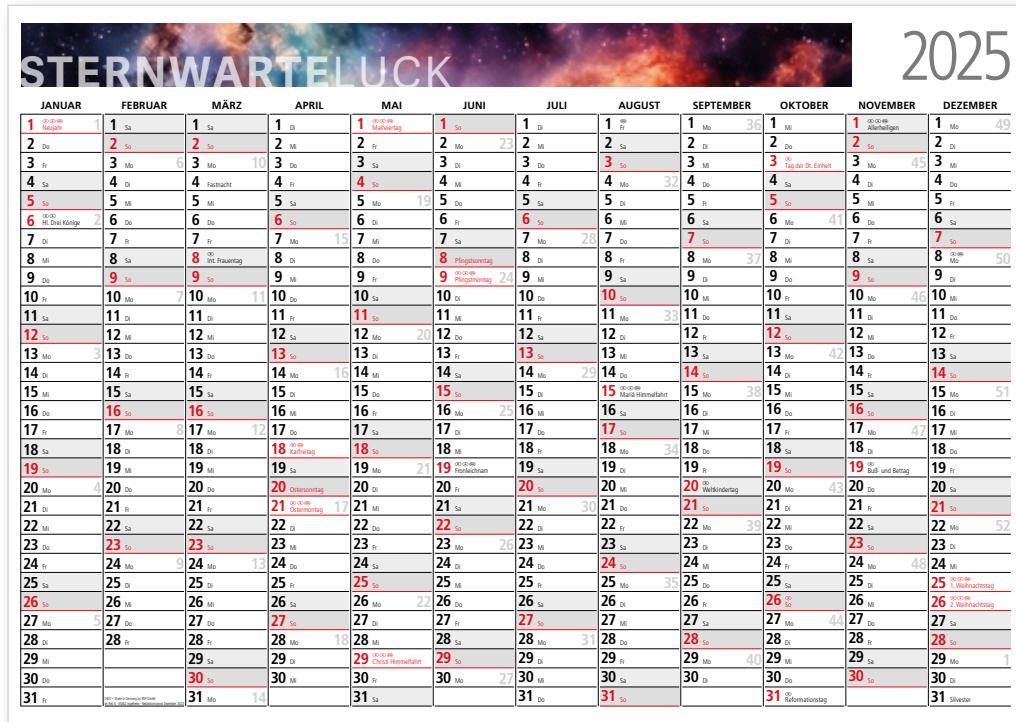 STERNWARTELUCK
2025
JANUAR
1 Neujahr 1
2 Do
3 Fr
4 Sa
5 So
6 Hl. Drei Könige 2
7 Di
8 Mi
9 Do
10 Fr
11 Sa
12 So
13 Mo 3
14 Di
15 Mi
16 Do
17 Fr
18 Sa
19 So
20 Mo 4
21 Di
22 Mi
23 Do
24 Fr
25 Sa
26 So
27 Mo 5
28 Di
29 Mi
30 Do
31 Fr
FEBRUAR
1 Sa
2 So
3 Mo 6
4 Di
5 Mi
6 Do
7 Fr
8 Sa
9 So
10 Mo 7
11 Di
12 Mi
13 Do
14 Fr
15 Sa
16 So
17 Mo 8
18 Di
19 Mi
20 Do
21 Fr
22 Sa
23 So
24 Mo 9
25 Di
26 Mi
27 Do
28 Fr
MÄRZ
1 Sa
2 So
3 Mo 10
4 Fastnacht
5 Mi
6 Do
7 Fr
8 Int. Frauentag
9 So
10 Mo 11
11 Di
12 Mi
13 Do
14 Fr
15 Sa
16 So
17 Mo 12
18 Di
19 Mi
20 Do
21 Fr
22 Sa
23 So
24 Mo 13
25 Di
26 Mi
27 Do
28 Fr
29 Sa
30 So
31 Mo 14
APRIL
1 Di
2 Mi
3 Do
4 Fr
5 Sa
6 So
7 Mo 15
8 Di
9 Mi
10 Do
11 Fr
12 Sa
13 So
14 Mo 16
15 Di
16 Mi
17 Do
18 Karfreitag
19 Sa
20 Ostersonntag
21 Ostermontag 17
22 Di
23 Mi
24 Do
25 Fr
26 Sa
27 So
28 Mo 18
29 Di
30 Mi
MAI
1 Maifeiertag
2 Fr
3 Sa
4 So
5 Mo 19
6 Di
7 Mi
8 Do
9 Fr
10 Sa
11 So
12 Mo 20
13 Di
14 Mi
15 Do
16 Fr
17 Sa
18 So
19 Mo 21
20 Di
21 Mi
22 Do
23 Fr
24 Sa
25 So
26 Mo 22
27 Di
28 Mi
29 Christi Himmelfahrt
30 Fr
31 Sa
JUNI
1 So
2 Mo 23
3 Di
4 Mi
5 Do
6 Fr
7 Sa
8 Pfingstsonntag
9 Pfingstmontag 24
10 Di
11 Mi
12 Do
13 Fr
14 Sa
15 So
16 Mo 25
17 Di
18 Mi
19 Fronleichnam
20 Fr
21 Sa
22 So
23 Mo 26
24 Di
25 Mi
26 Do
27 Fr
28 Sa
29 So
30 Mo 27
JULI
1 Di
2 Mi
3 Do
4 Fr
5 Sa
6 So
7 Mo 28
8 Di
9 Mi
10 Do
11 Fr
12 Sa
13 So
14 Mo 29
15 Di
16 Mi
17 Do
18 Fr
19 Sa
20 So
21 Mo 30
22 Di
23 Mi
24 Do
25 Fr
26 Sa
27 So
28 Mo 31
29 Di
30 Mi
31 Do
AUGUST
1 Fr
2 Sa
3 So
4 Mo 32
5 Di
6 Mi
7 Do
8 Fr
9 Sa
10 So
11 Mo 33
12 Di
13 Mi
14 Do
15 Mariä Himmelfahrt
16 Sa
17 So
18 Mo 34
19 Di
20 Mi
21 Do
22 Fr
23 Sa
24 So
25 Mo 35
26 Di
27 Mi
28 Do
29 Fr
30 Sa
31 So
SEPTEMBER
1 Mo 36
2 Di
3 Mi
4 Do
5 Fr
6 Sa
7 So
8 Mo 37
9 Di
10 Mi
11 Do
12 Fr
13 Sa
14 So
15 Mo 38
16 Di
17 Mi
18 Do
19 Fr
20 Weltkindertag
21 So
22 Mo 39
23 Di
24 Mi
25 Do
26 Fr
27 Sa
28 So
29 Mo 40
30 Di
OKTOBER
1 Mi
2 Do
3 Tag der Dt. Einheit
4 Sa
5 So
6 Mo 41
7 Di
8 Mi
9 Do
10 Fr
11 Sa
12 So
13 Mo 42
14 Di
15 Mi
16 Do
17 Fr
18 Sa
19 So
20 Mo 43
21 Di
22 Mi
23 Do
24 Fr
25 Sa
26 So
27 Mo 44
28 Di
29 Mi
30 Do
31 Reformationstag
NOVEMBER
1 Allerheiligen
2 So
3 Mo 45
4 Di
5 Mi
6 Do
7 Fr
8 Sa
9 So
10 Mo 46
11 Di
12 Mi
13 Do
14 Fr
15 Sa
16 So
17 Mo 47
18 Di
19 Buß- und Bettag
20 Do
21 Fr
22 Sa
23 So
24 Mo 48
25 Di
26 Mi
27 Do
28 Fr
29 Sa
30 So
DEZEMBER
1 Mo 49
2 Di
3 Mi
4 Do
5 Fr
6 Sa
7 So
8 Mo 50
9 Di
10 Mi
11 Do
12 Fr
13 Sa
14 So
15 Mo 51
16 Di
17 Mi
18 Do
19 Fr
20 Sa
21 So
22 Mo 52
23 Di
24 Mi
25 1. Weihnachtstag
26 2. Weihnachtstag
27 Sa
28 So
29 Mo 1
30 Di
31 Silvester